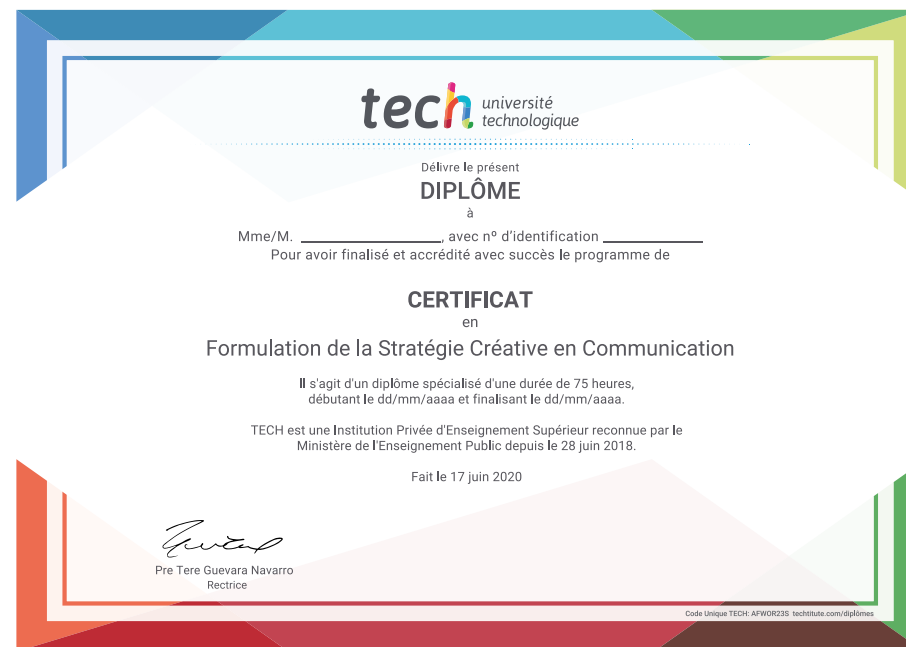 tech université
technologique
Délivre le présent
DIPLÔME
à
Mme/M. ____________________, avec nº d'identification ______________
Pour avoir finalisé et accrédité avec succès le programme de
CERTIFICAT
en
Formulation de la Stratégie Créative en Communication
Il s'agit d'un diplôme spécialisé d'une durée de 75 heures,
débutant le dd/mm/aaaa et finalisant le dd/mm/aaaa.
TECH est une Institution Privée d'Enseignement Supérieur reconnue par le
Ministère de l'Enseignement Public depuis le 28 juin 2018.
Fait le 17 juin 2020
Pre Tere Guevara Navarro
Rectrice
Code Unique TECH: AFWOR23S techtitute.com/diplômes